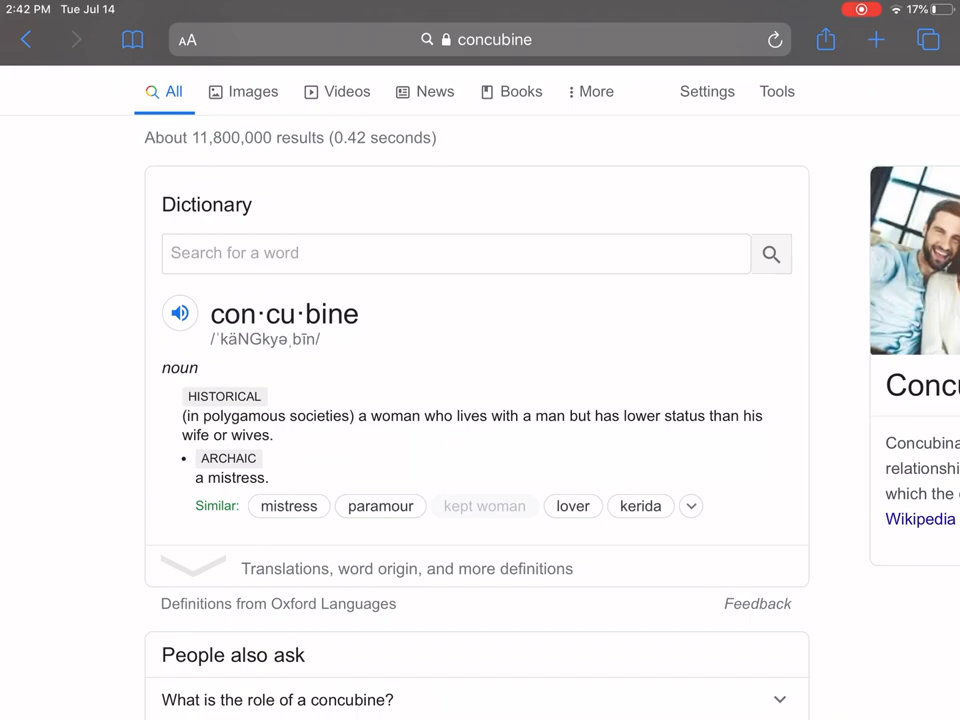 2:42 PM Tue Jul 14 17%
AA concubine
All Images Videos News Books More Settings Tools
About 11,800,000 results (0.42 seconds)
Dictionary
Search for a word
con·cu·bine
/ˈkäNGkyəˌbīn/
noun
HISTORICAL
(in polygamous societies) a woman who lives with a man but has lower status than his
wife or wives.
• ARCHAIC
a mistress.
Similar: mistress paramour kept woman lover kerida
Translations, word origin, and more definitions
Definitions from Oxford Languages Feedback
People also ask
What is the role of a concubine?
Concu
Concubina
relationshi
which the
Wikipedia